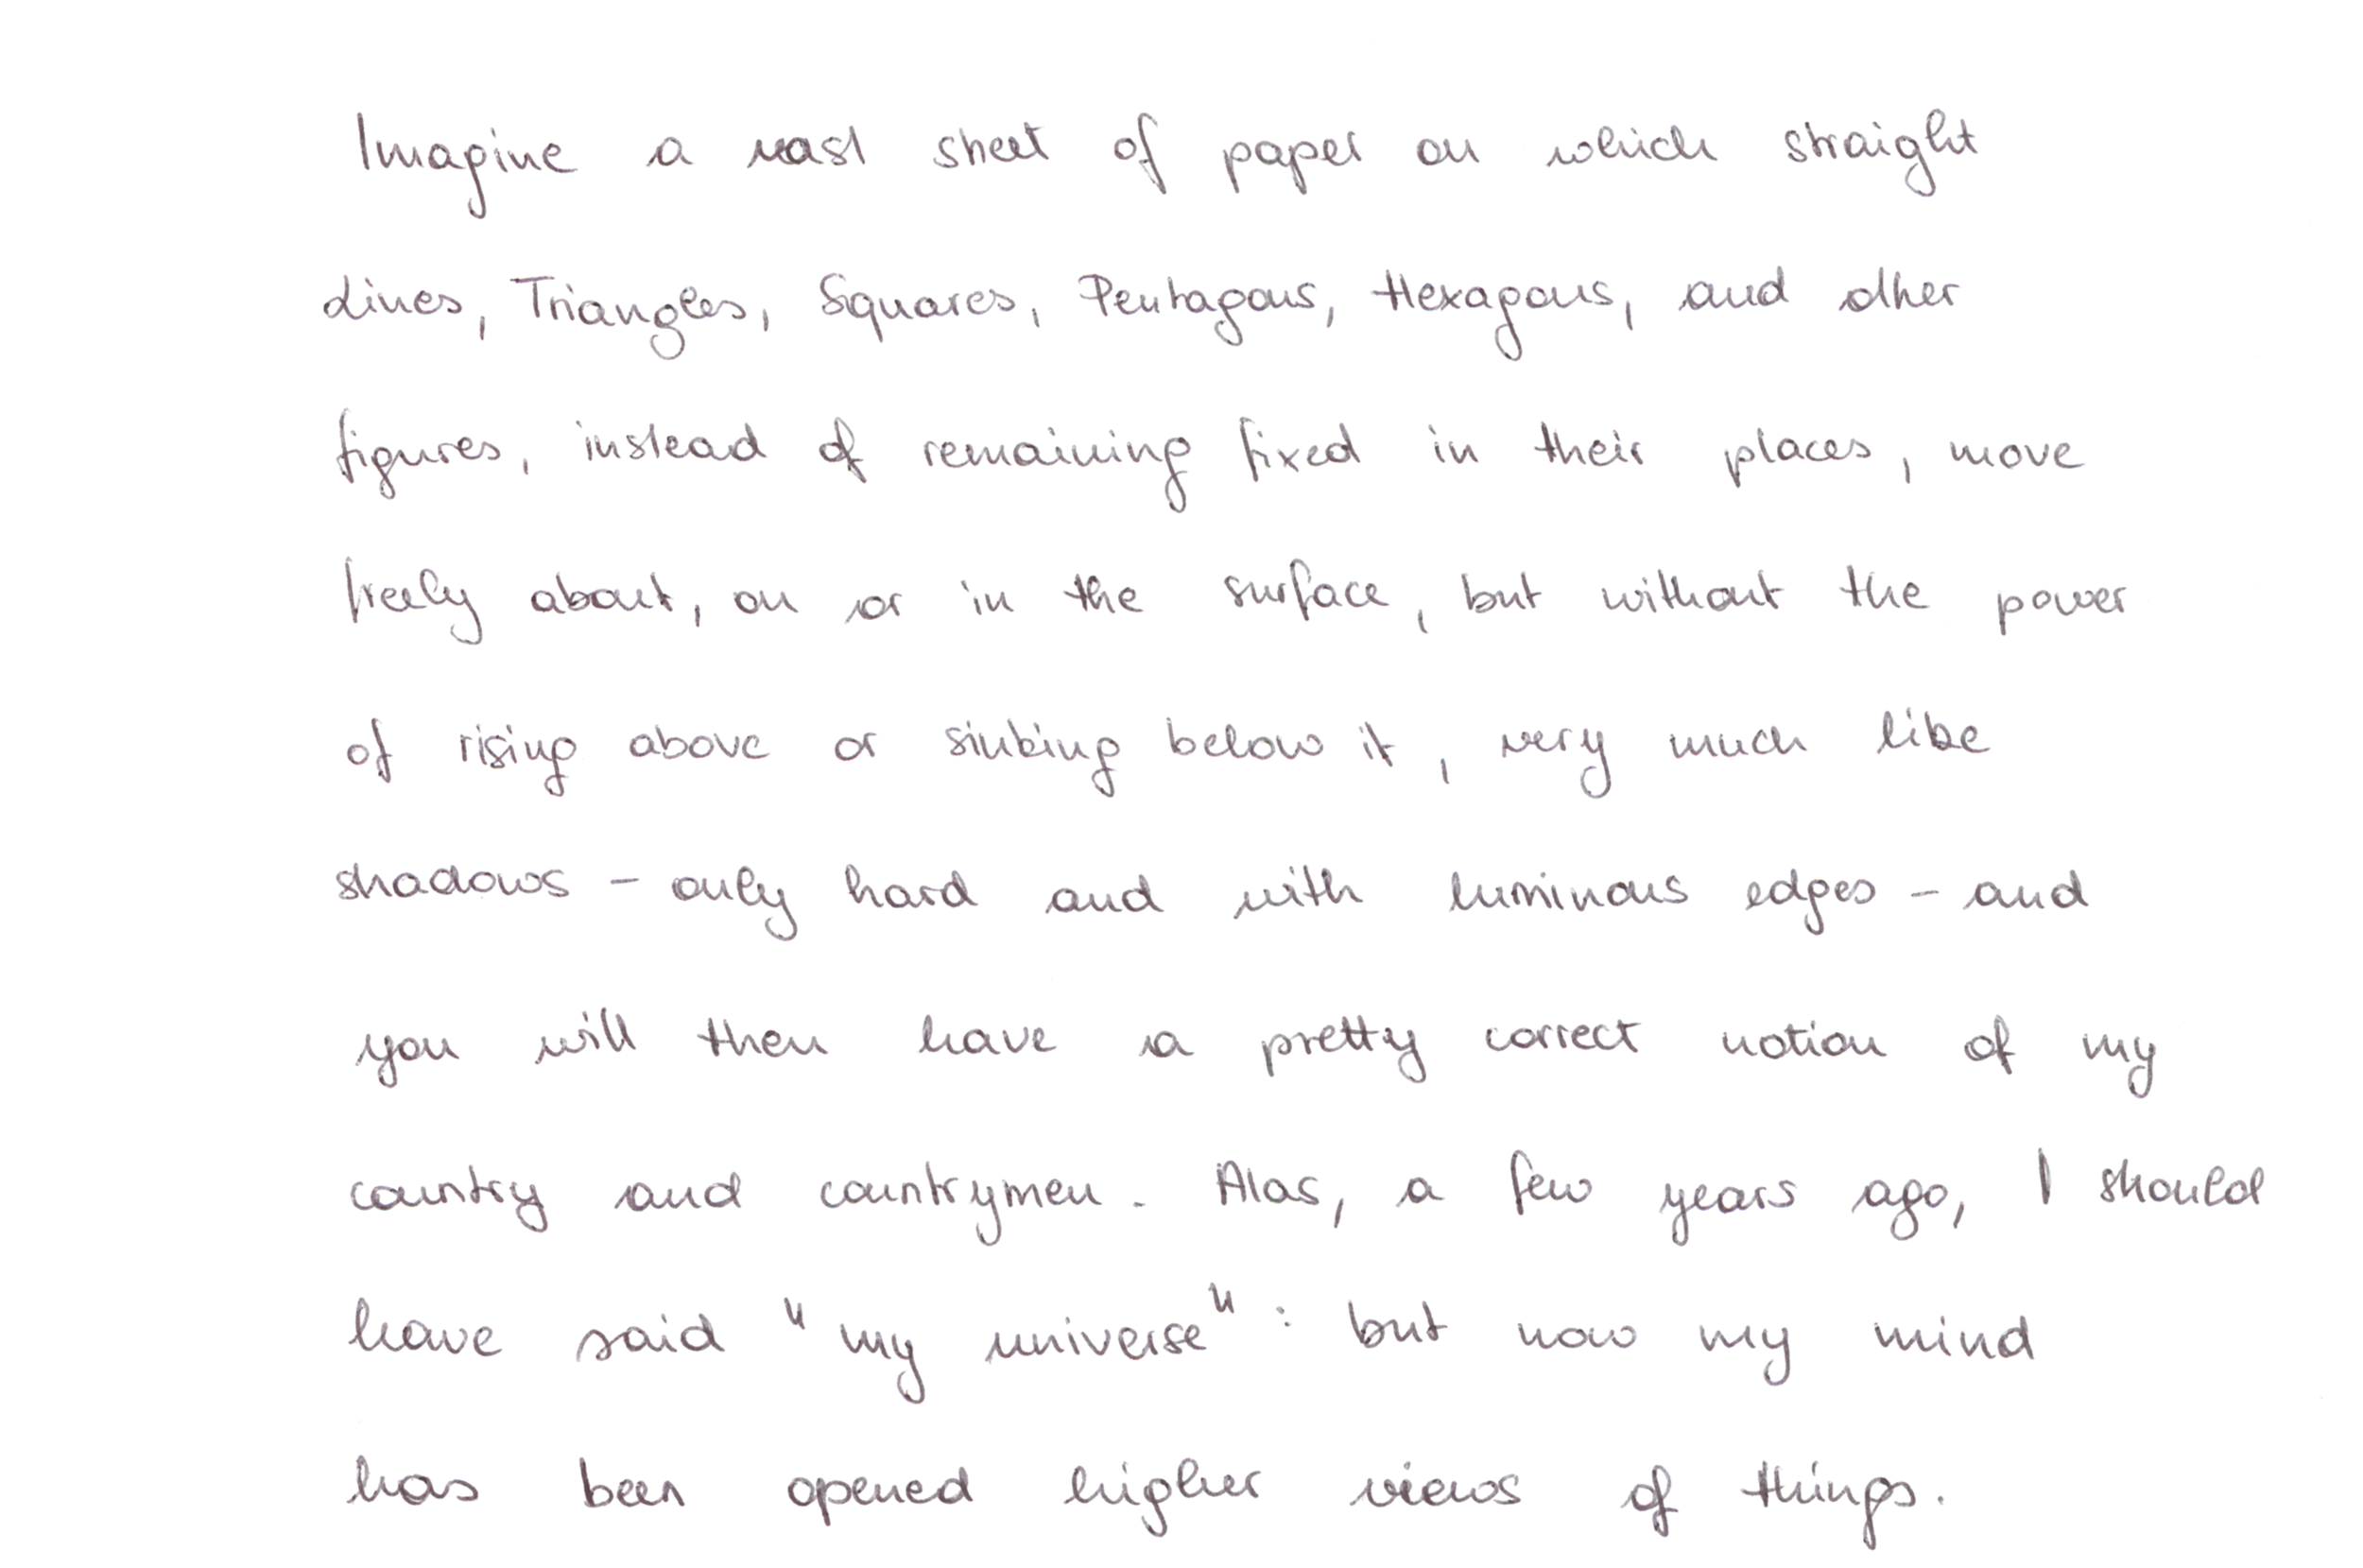 Imagine a vast sheet of paper on which straight
Lines, Triangles, Squares, Pentagons, Hexagons, and other
figures, instead of remaining fixed in their places, move
freely about, on or in the surface, but without the power
of rising above or sinking below it, very much like
shadows - only hard and with luminous edges - and
you will then have a pretty correct notion of my
country and countrymen. Alas, a few years ago, I should
have said "my universe": but now my mind
has been opened higher views of things.